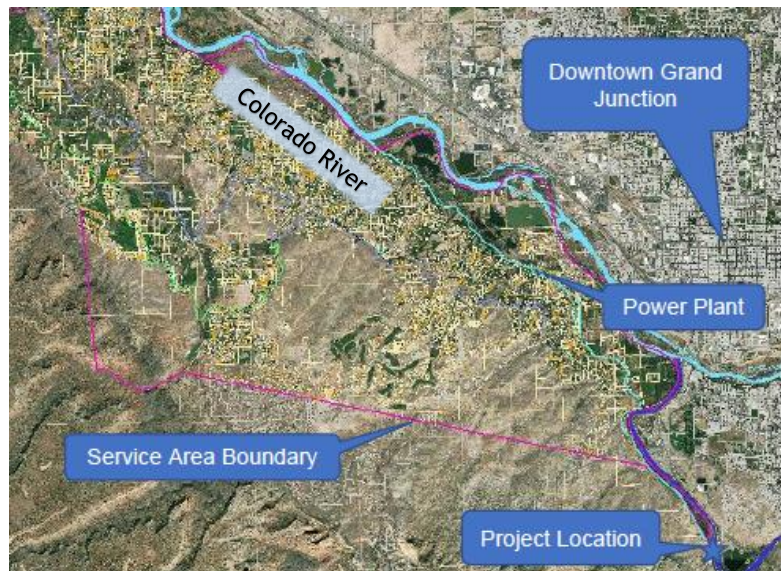 Downtown Grand
Junction
Colorado River
Power Plant
Service Area Boundary
Project Location